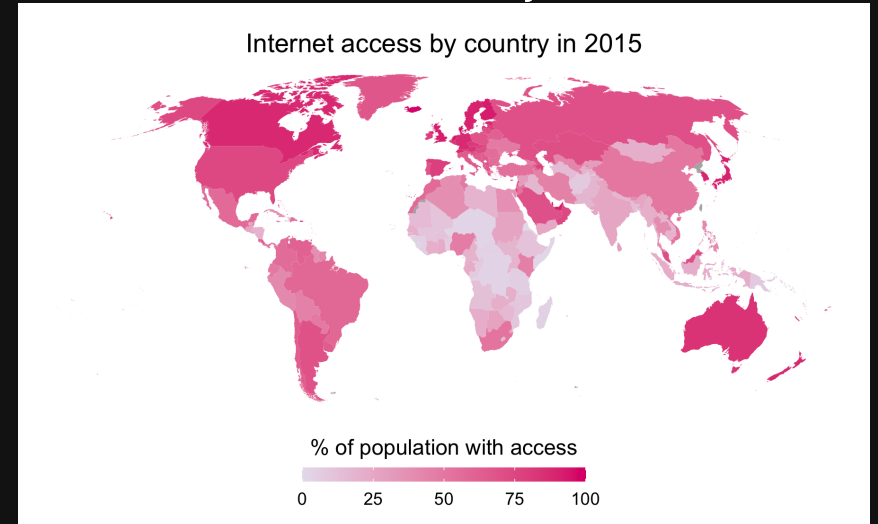 Internet access by country in 2015
% of population with access
0 25 50 75 100